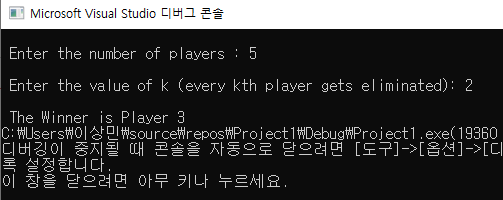 Microsoft Visual Studio 디버그 콘솔
Enter the number of players : 5
Enter the value of k (every kth player gets eliminated): 2
The Winner is Player 3
C:₩Users₩이상민₩source₩repos₩Project1₩Debug₩Project1.exe(19360
디버깅이 중지될 때 콘솔을 자동으로 닫으려면 [도구]->[옵션]->[디
록 설정합니다.
이 창을 닫으려면 아무 키나 누르세요.